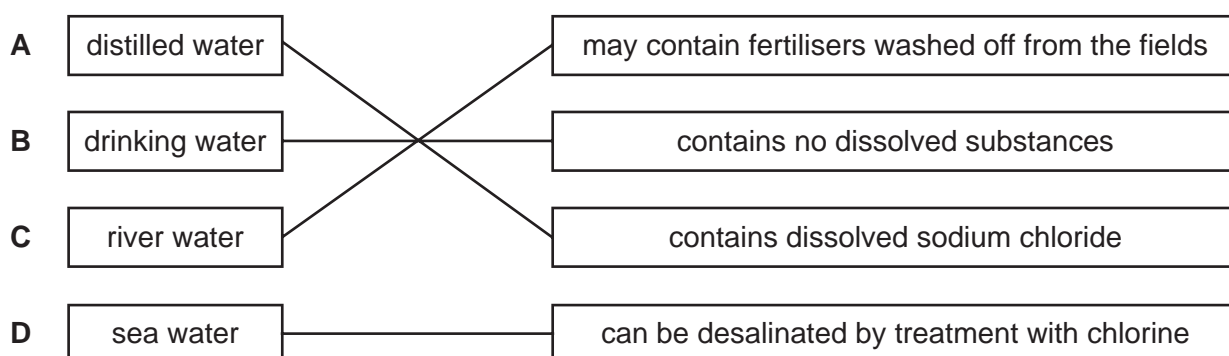 A distilled water may contain fertilisers washed off from the fields
B drinking water contains no dissolved substances
C river water contains dissolved sodium chloride
D sea water can be desalinated by treatment with chlorine